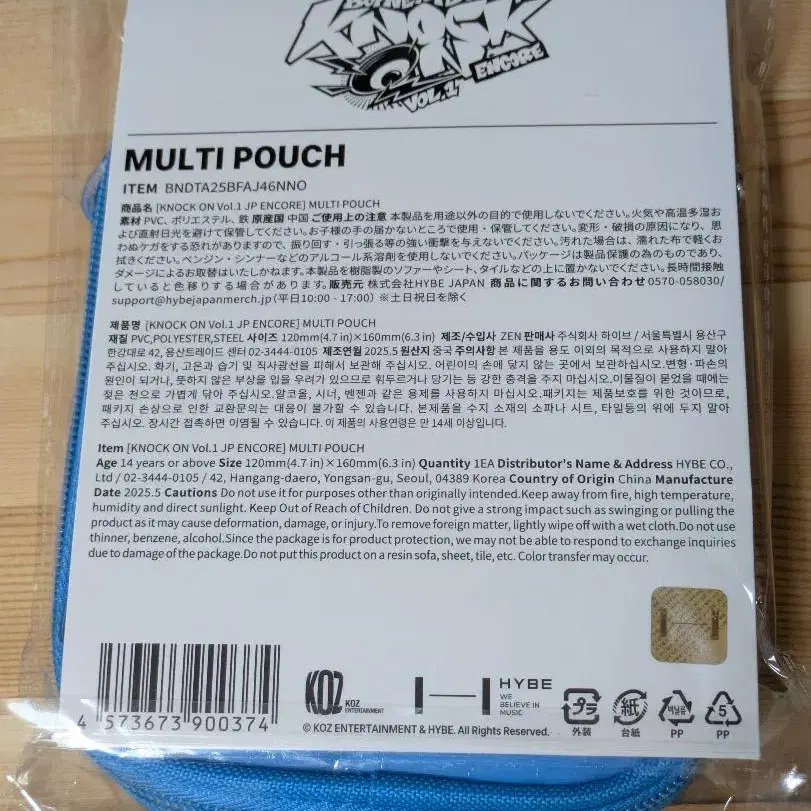 KNOCK
ON
VOL.1
ENCORE
MULTI POUCH
ITEM BNDTA25BFAJ46NNO
商品名 [KNOCK ON Vol.1 JP ENCORE] MULTI POUCH
素材 PVC、ポリエステル、鉄 原産国 中国 ご使用上の注意 本製品を用途以外の目的で使用しないでください。火気や高温多湿お
よび直射日光を避けて保管してください。お子様の手の届かないところで使用・保管してください。変形・破損の原因になり、思
わぬケガをする恐れがありますので、振り回す・引っ張る等の強い衝撃を与えないでください。汚れた場合は、濡れた布で軽くお
拭きください。ベンジン・シンナーなどのアルコール系溶剤を使用しないでください。パッケージは製品保護の為のものであり、
ダメージによるお取替はいたしかねます。本製品を樹脂製のソファーやシート、タイルなどの上に置かないでください。長時間接触
していると色移りする場合があります。販売元 株式会社HYBE JAPAN 商品に関するお問い合わせ0570-058030/
support@hybejapanmerch.jp(平日10:00 - 17:00) ※土日祝日を除く
제품명 [KNOCK ON Vol.1 JP ENCORE] MULTI POUCH
재질 PVC,POLYESTER,STEEL 사이즈 120mm(4.7 in)×160mm(6.3 in) 제조/수입사 ZEN 판매사 주식회사 하이브 / 서울특별시 용산구
한강대로 42, 용산트레이드 센터 02-3444-0105 제조연월 2025.5 원산지 중국 주의사항 본 제품을 용도 이외의 목적으로 사용하지 말아
주십시오. 화기, 고온과 습기 및 직사광선을 피해서 보관해 주십시오. 어린이의 손에 닿지 않는 곳에서 보관하십시오.변형·파손의
원인이 되거나, 뜻하지 않은 부상을 입을 우려가 있으므로 휘두르거나 당기는 등 강한 충격을 주지 마십시오.이물질이 묻었을 때에는
젖은 천으로 가볍게 닦아 주십시오.알코올, 시너, 벤젠과 같은 용제를 사용하지 마십시오.패키지는 제품보호를 위한 것이므로,
패키지 손상으로 인한 교환문의는 대응이 불가할 수 있습니다. 본제품을 수지 소재의 소파나 시트, 타일등의 위에 두지 말아
주십시오. 장시간 접촉하면 이염될 수 있습니다. 이 제품의 사용연령은 만 14세 이상입니다.
Item [KNOCK ON Vol.1 JP ENCORE] MULTI POUCH
Age 14 years or above Size 120mm(4.7 in)×160mm(6.3 in) Quantity 1EA Distributor's Name & Address HYBE CO.,
Ltd / 02-3444-0105 / 42, Hangang-daero, Yongsan-gu, Seoul, 04389 Korea Country of Origin China Manufacture
Date 2025.5 Cautions Do not use it for purposes other than originally intended.Keep away from fire, high temperature,
humidity and direct sunlight. Keep Out of Reach of Children. Do not give a strong impact such as swinging or pulling the
product as it may cause deformation, damage, or injury.To remove foreign matter, lightly wipe off with a wet cloth.Do not use
thinner, benzene, alcohol.Since the package is for product protection, we may not be able to respond to exchange inquiries
due to damage of the package.Do not put this product on a resin sofa, sheet, tile, etc. Color transfer may occur.
4 573673 900374
KOZ
KOZ
ENTERTAINMENT
HYBE
WE
BELIEVE IN
MUSIC
© KOZ ENTERTAINMENT & HYBE. All Rights Reserved.
プラ
外装
紙
台紙
비닐류
PP
5
PP